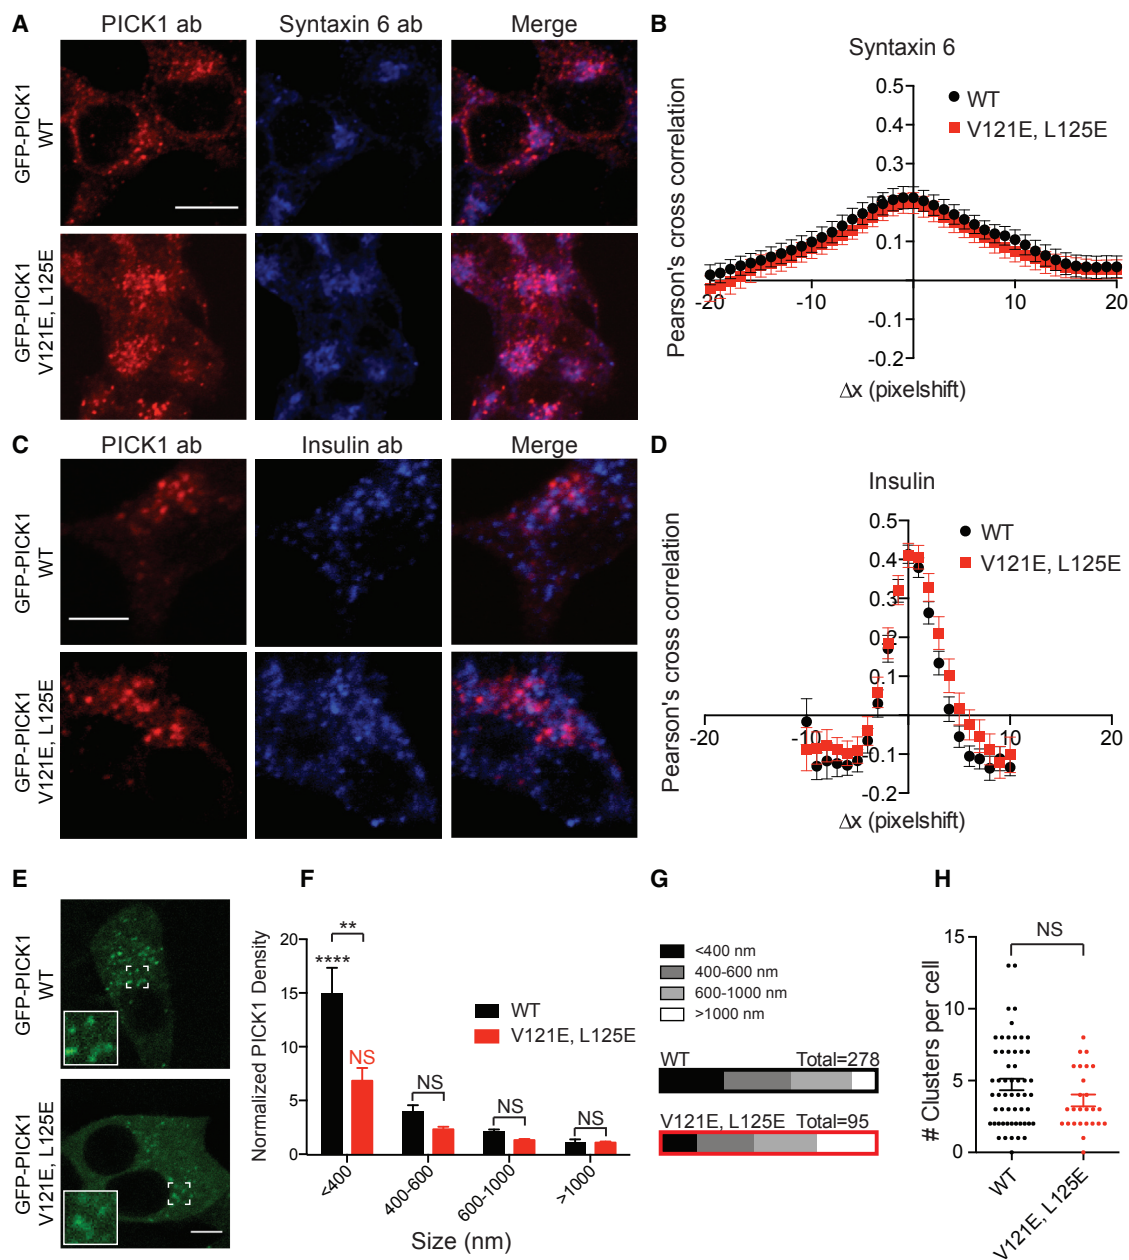 A
PICK1 ab
Syntaxin 6 ab
Merge
GFP-PICK1
WT
GFP-PICK1
V121E, L125E
B
Syntaxin 6
WT
V121E, L125E
Pearson's cross correlation
0.5
0.4
0.3
0.1
-0.1
-0.2
-20
-10
10
20
Δx (pixelshift)
C
PICK1 ab
Insulin ab
Merge
GFP-PICK1
WT
GFP-PICK1
V121E, L125E
D
Insulin
WT
V121E, L125E
Pearson's cross correlation
0.5
0.4
0.3
0.2
0.1
-0.1
-0.2
-20
-10
10
20
Δx (pixelshift)
E
GFP-PICK1
WT
GFP-PICK1
V121E, L125E
F
Normalized PICK1 Density
20
15
10
5
0
**
****
NS
NS
NS
NS
WT
V121E, L125E
<400
400-600
600-1000
>1000
Size (nm)
G
<400 nm
400-600 nm
600-1000 nm
>1000 nm
WT Total=278
V121E, L125E Total=95
H
NS
# Clusters per cell
15
10
5
0
WT
V121E, L125E